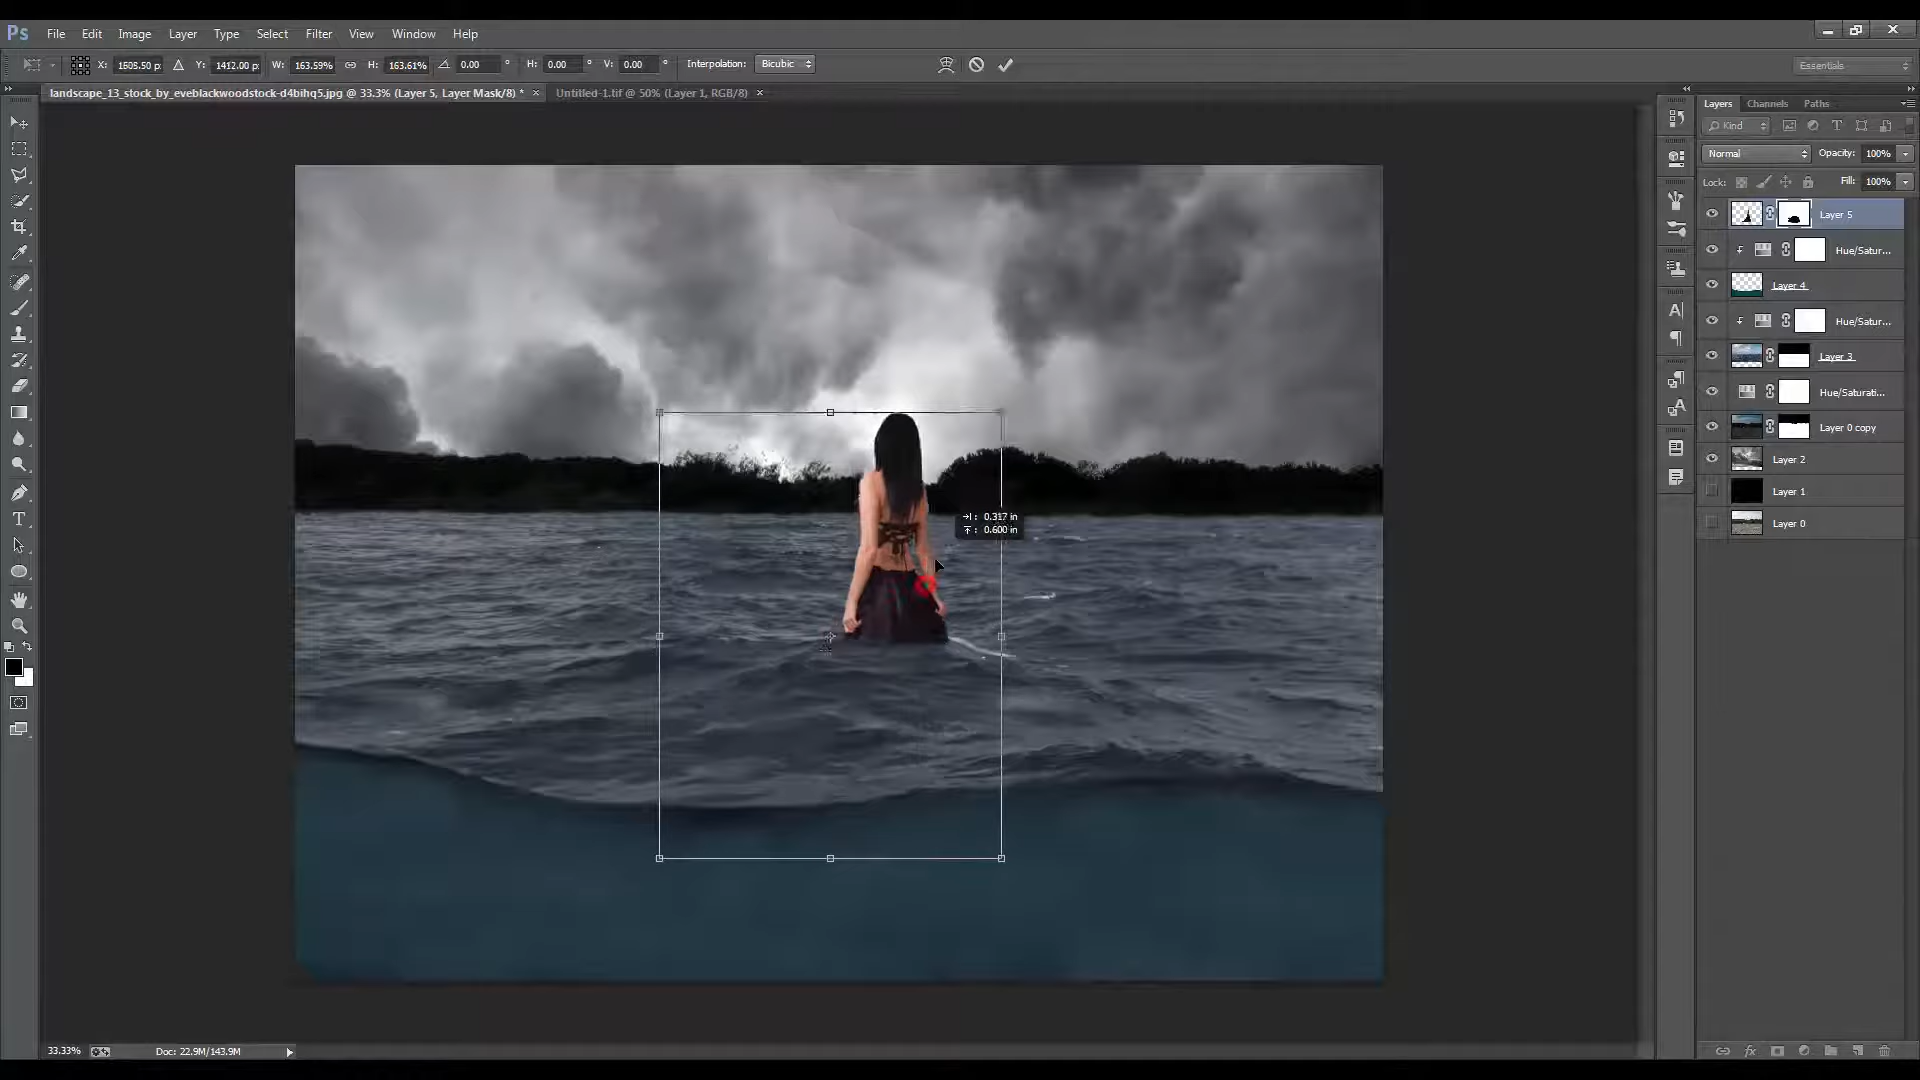 Ps File Edit Image Layer Type Select Filter View Window Help
X: 1605.50 p: Y: 1412.00 p: W: 163.59% H: 163.61% 0.00 ° H: 0.00 ° V: 0.00 ° Interpolation: Bicubic Essentials
landscape_13_stock_by_eveblackwoodstock-d4bihq5.jpg @ 33.3% (Layer 5, Layer Mask/8) * × Untitled-1.tif @ 50% (Layer 1, RGB/8) ×
Layers Channels Paths
Kind
Normal Opacity: 100%
Lock: Fill: 100%
Layer 5
Hue/Satur...
Layer 4
Hue/Satur...
Layer 3
Hue/Saturati...
Layer 0 copy
Layer 2
Layer 1
Layer 0
: 0.317 in
: 0.600 in
33.33% Doc: 22.9M/143.9M